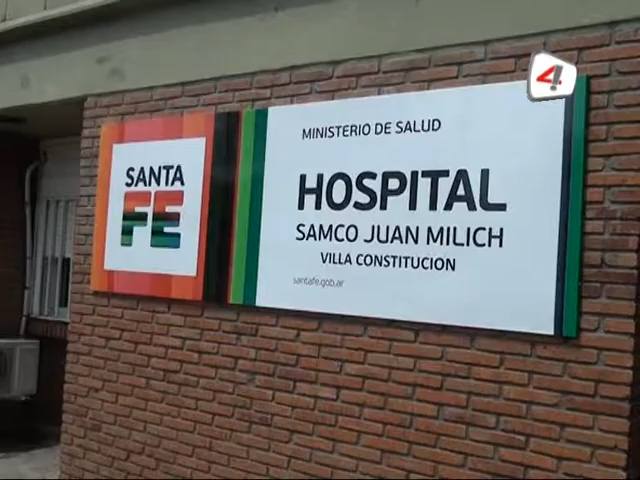 4
SANTA
FE
MINISTERIO DE SALUD
HOSPITAL
SAMCO JUAN MILICH
VILLA CONSTITUCION
santafe.gob.ar